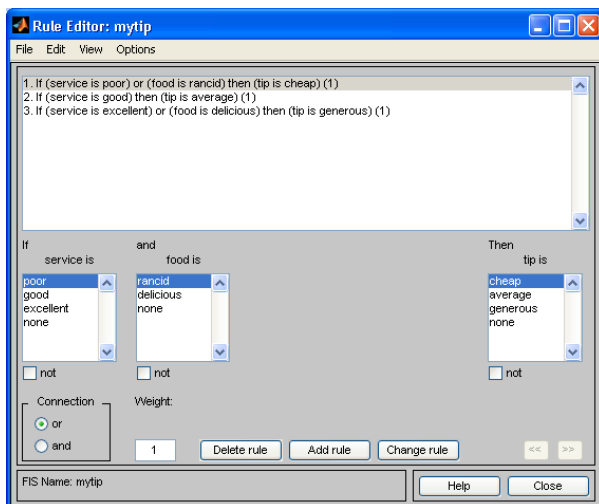 Rule Editor: mytip
File Edit View Options
1. If (service is poor) or (food is rancid) then (tip is cheap) (1)
2. If (service is good) then (tip is average) (1)
3. If (service is excellent) or (food is delicious) then (tip is generous) (1)
If and Then
service is food is tip is
poor rancid cheap
good delicious average
excellent none generous
none none
not not not
Connection Weight:
or
and 1 Delete rule Add rule Change rule << >>
FIS Name: mytip Help Close